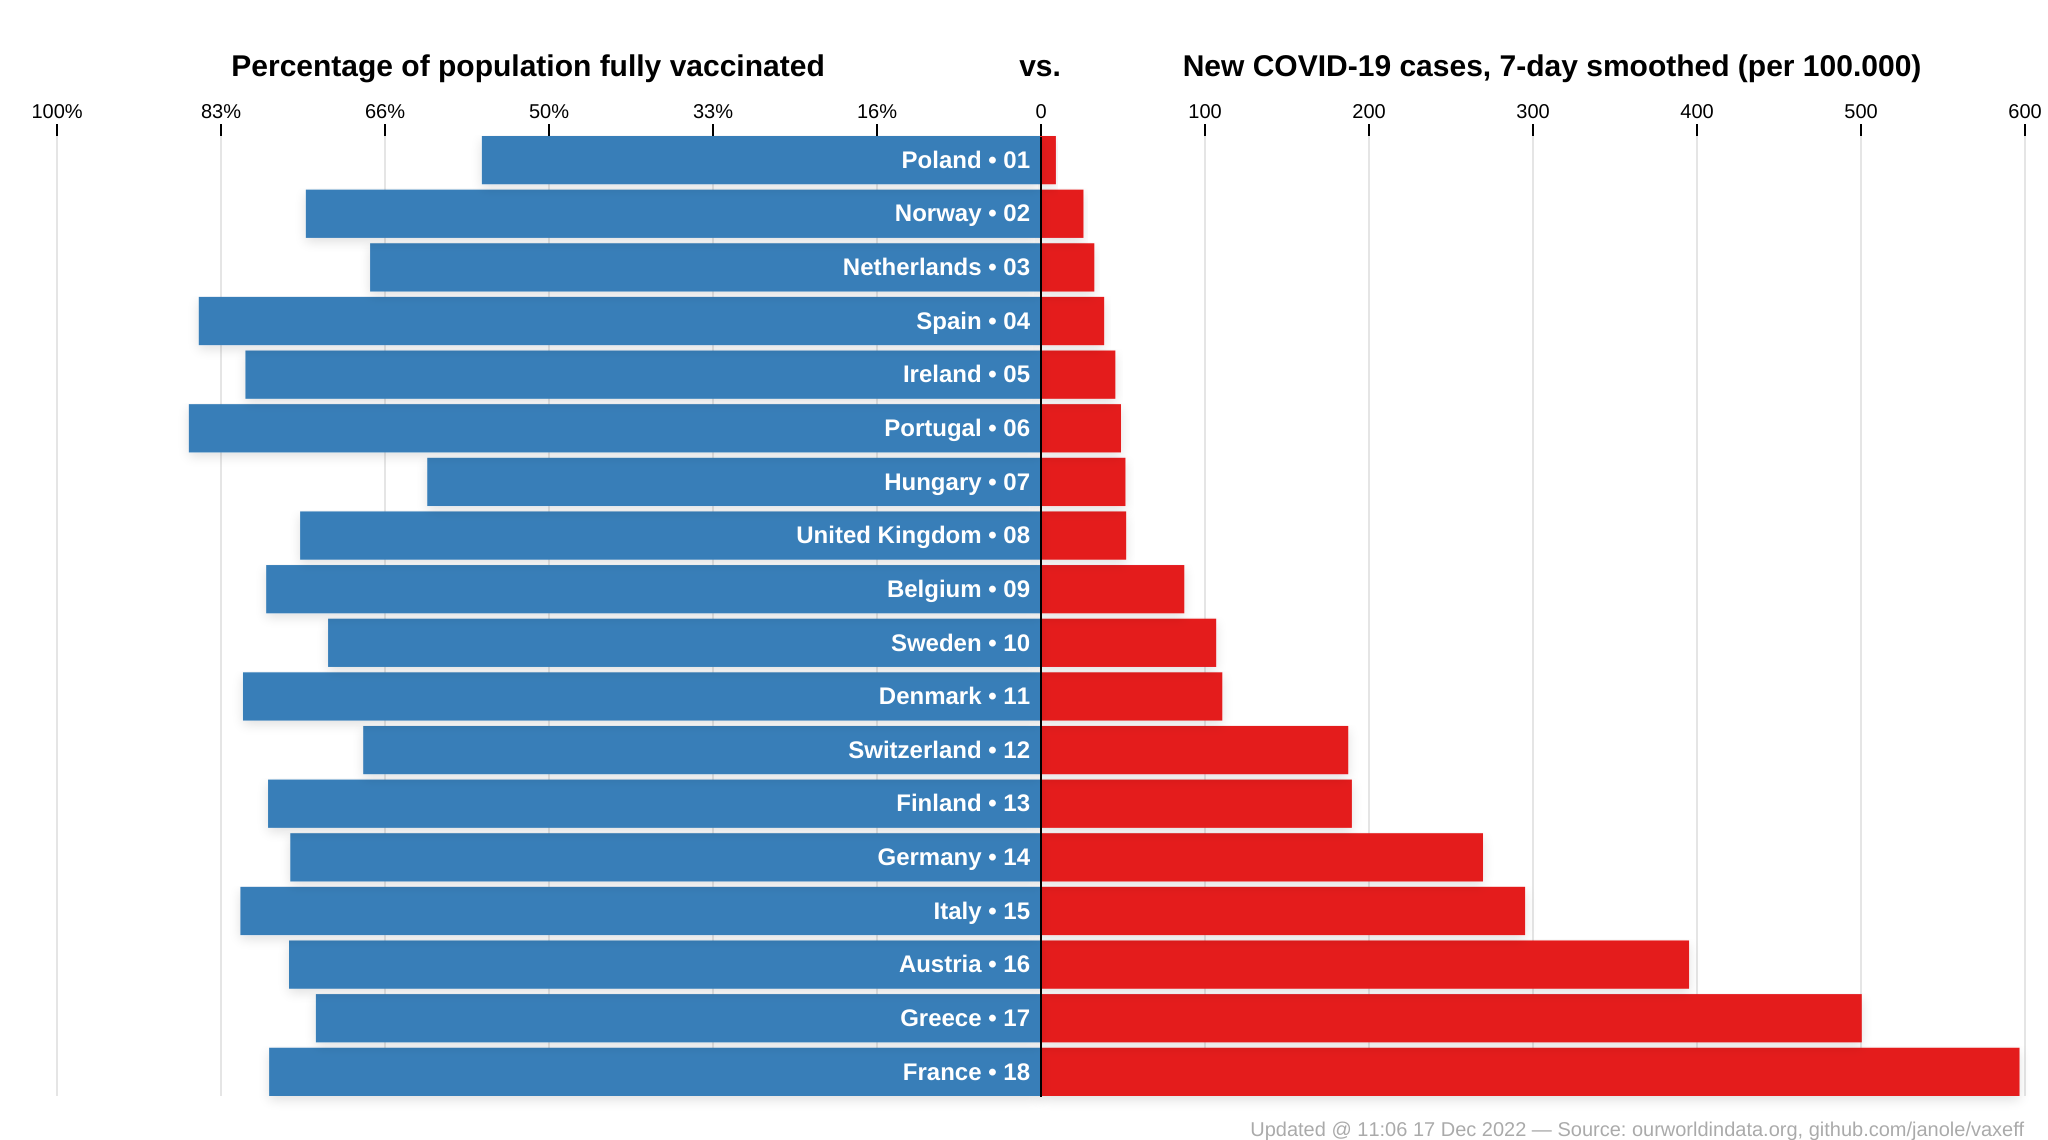 Percentage of population fully vaccinated vs. New COVID-19 cases, 7-day smoothed (per 100.000)
100% 83% 66% 50% 33% 16% 0 100 200 300 400 500 600
Poland • 01
Norway • 02
Netherlands • 03
Spain • 04
Ireland • 05
Portugal • 06
Hungary • 07
United Kingdom • 08
Belgium • 09
Sweden • 10
Denmark • 11
Switzerland • 12
Finland • 13
Germany • 14
Italy • 15
Austria • 16
Greece • 17
France • 18
Updated @ 11:06 17 Dec 2022 — Source: ourworldindata.org, github.com/janole/vaxeff